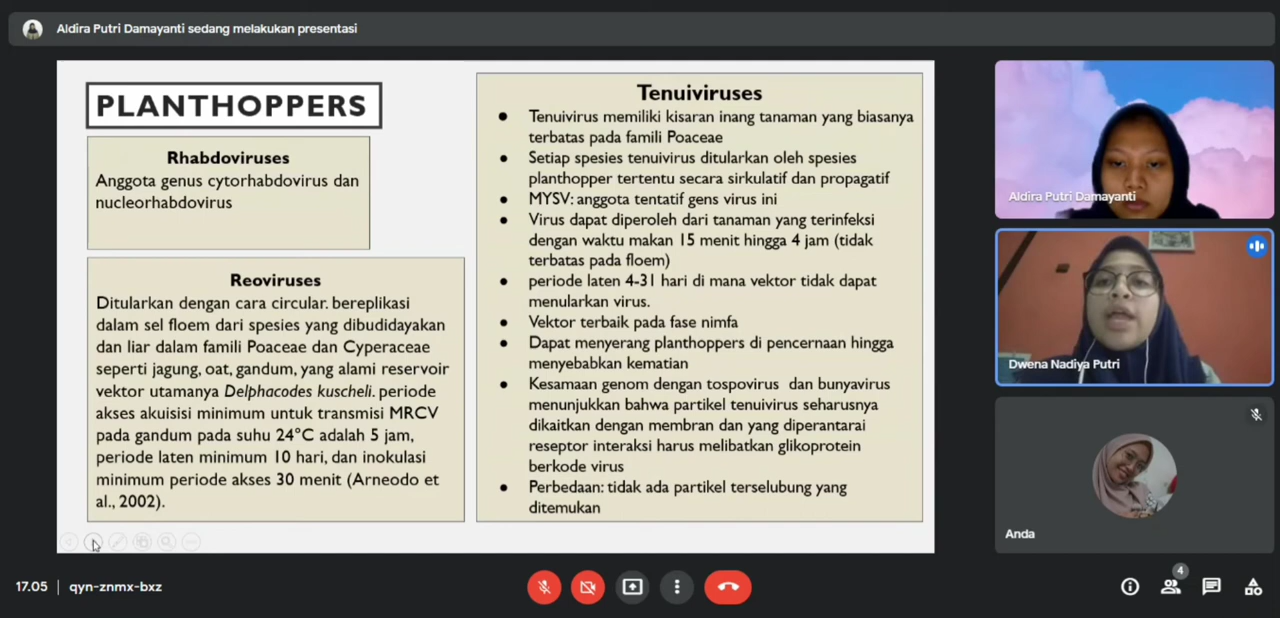 Aldira Putri Damayanti sedang melakukan presentasi
PLANTHOPPERS
Rhabdoviruses
Anggota genus cytorhabdovirus dan
nucleorhabdovirus
Reoviruses
Ditularkan dengan cara circular. bereplikasi
dalam sel floem dari spesies yang dibudidayakan
dan liar dalam famili Poaceae dan Cyperaceae
seperti jagung, oat, gandum, yang alami reservoir
vektor utamanya Delphacodes kuscheli. periode
akses akuisisi minimum untuk transmisi MRCV
pada gandum pada suhu 24°C adalah 5 jam,
periode laten minimum 10 hari, dan inokulasi
minimum periode akses 30 menit (Arneodo et
al., 2002).
Tenuiviruses
• Tenuivirus memiliki kisaran inang tanaman yang biasanya
terbatas pada famili Poaceae
• Setiap spesies tenuivirus ditularkan oleh spesies
planthopper tertentu secara sirkulatif dan propagatif
• MYSV: anggota tentatif gens virus ini
• Virus dapat diperoleh dari tanaman yang terinfeksi
dengan waktu makan 15 menit hingga 4 jam (tidak
terbatas pada floem)
• periode laten 4-31 hari di mana vektor tidak dapat
menularkan virus.
• Vektor terbaik pada fase nimfa
• Dapat menyerang planthoppers di pencernaan hingga
menyebabkan kematian
• Kesamaan genom dengan tospovirus dan bunyavirus
menunjukkan bahwa partikel tenuivirus seharusnya
dikaitkan dengan membran dan yang diperantarai
reseptor interaksi harus melibatkan glikoprotein
berkode virus
• Perbedaan: tidak ada partikel terselubung yang
ditemukan
Aldira Putri Damayanti
Dwena Nadiya Putri
Anda
17.05 | qyn-znmx-bxz
4